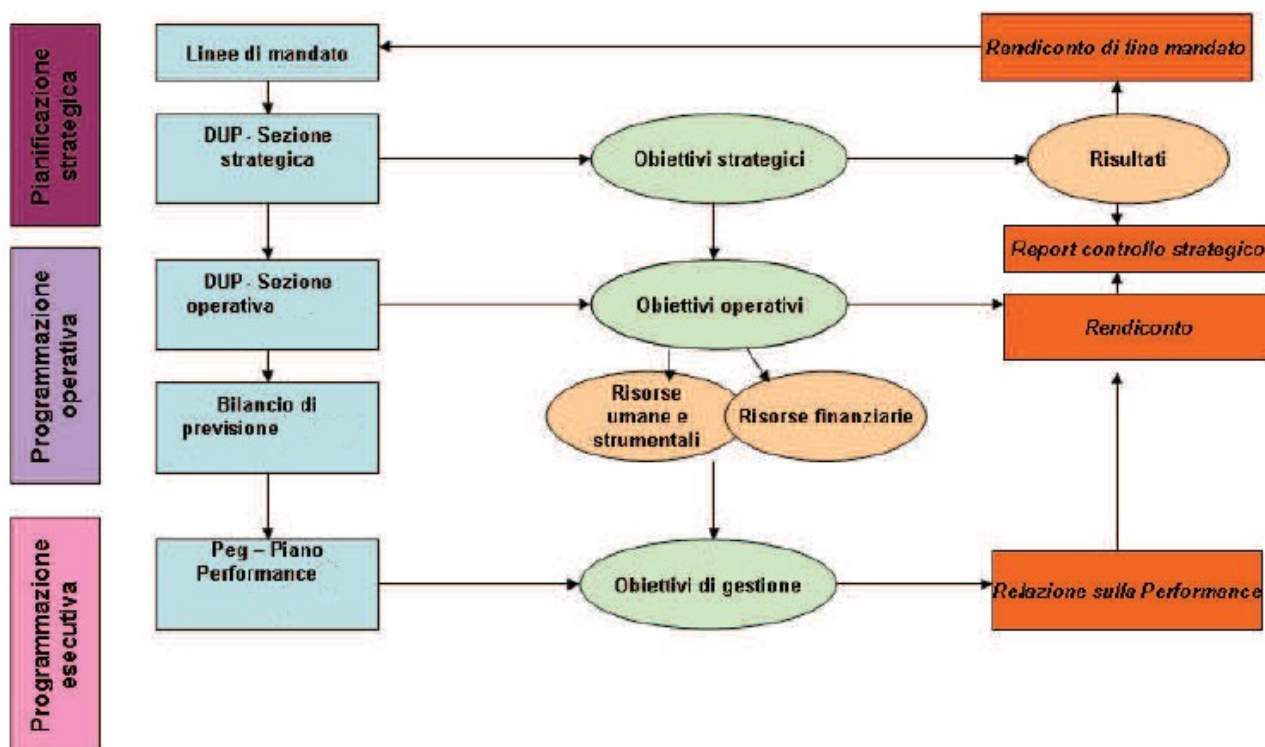 Pianificazione
strategica
Linee di mandato
Rendiconto di fine mandato
DUP - Sezione
strategica
Obiettivi strategici
Risultati
Report controllo strategico
Programmazione
operativa
DUP - Sezione
operativa
Obiettivi operativi
Rendiconto
Bilancio di
previsione
Risorse
umane e
strumentali
Risorse finanziarie
Programmazione
esecutiva
Peg – Piano
Performance
Obiettivi di gestione
Relazione sulla Performance